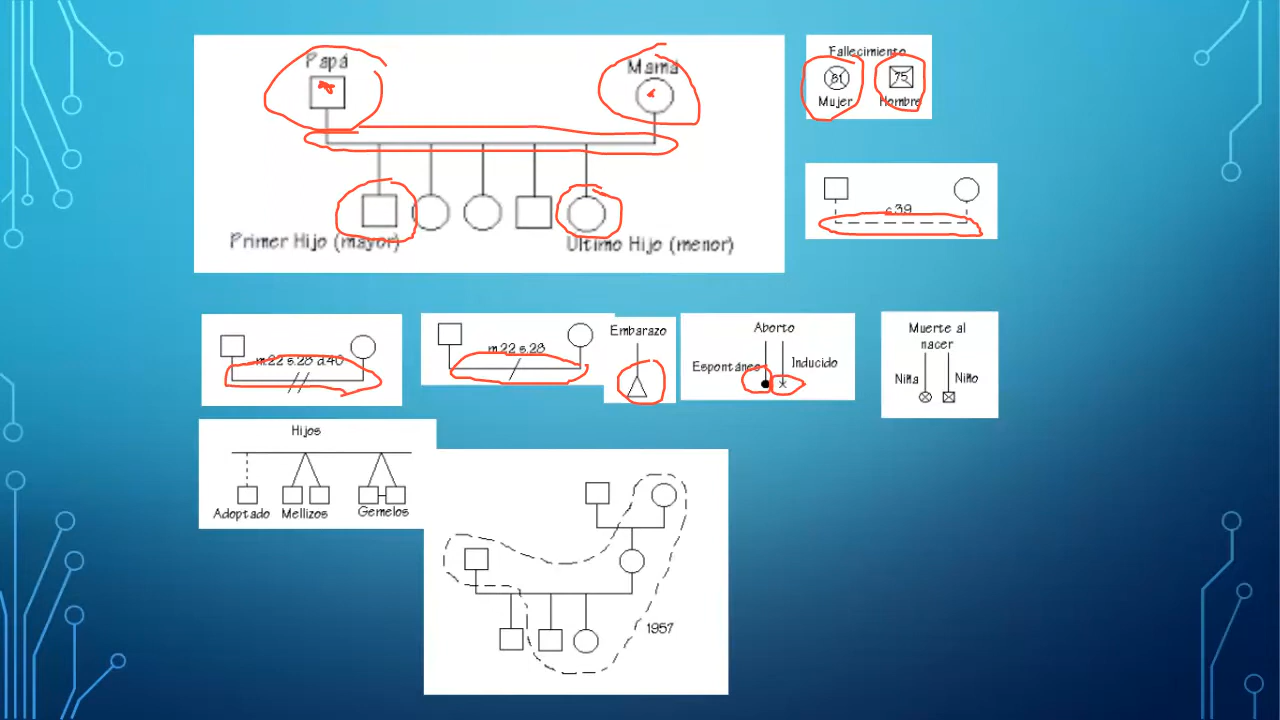 Papá
Mamá
Primer Hijo (mayor)
Ultimo Hijo (menor)
Fallecimiento
81
75
Mujer
Hombre
c.39
m.22 s.28 d.40
m.22 s.28
Embarazo
Aborto
Espontáneo
Inducido
Muerte al
nacer
Niña
Niño
Hijos
Adoptado
Mellizos
Gemelos
1957